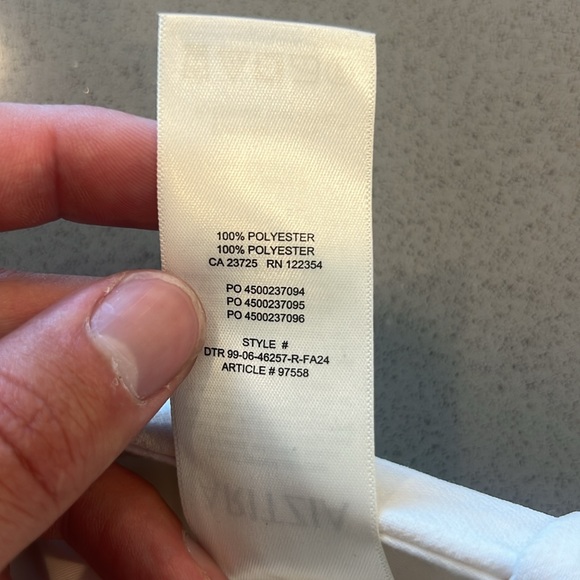 100% POLYESTER
100% POLYESTER
CA 23725 RN 122354
PO 4500237094
PO 4500237095
PO 4500237096
STYLE #
DTR 99-06-46257-R-FA24
ARTICLE # 97558
ARITZIA